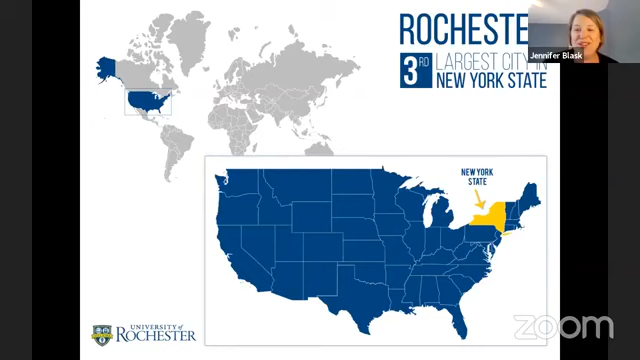 ROCHESTE
3RD LARGEST CITY IN
NEW YORK STATE
Jennifer Blask
NEW YORK
STATE
UNIVERSITY of
ROCHESTER
zoom